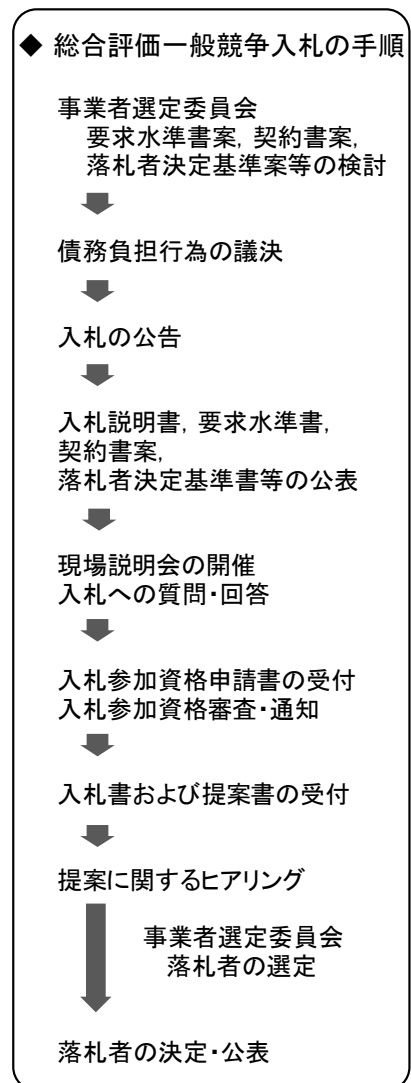 ◆ 総合評価一般競争入札の手順
事業者選定委員会
要求水準書案, 契約書案,
落札者決定基準案等の検討
債務負担行為の議決
入札の公告
入札説明書, 要求水準書,
契約書案,
落札者決定基準書等の公表
現場説明会の開催
入札への質問・回答
入札参加資格申請書の受付
入札参加資格審査・通知
入札書および提案書の受付
提案に関するヒアリング
事業者選定委員会
落札者の選定
落札者の決定・公表